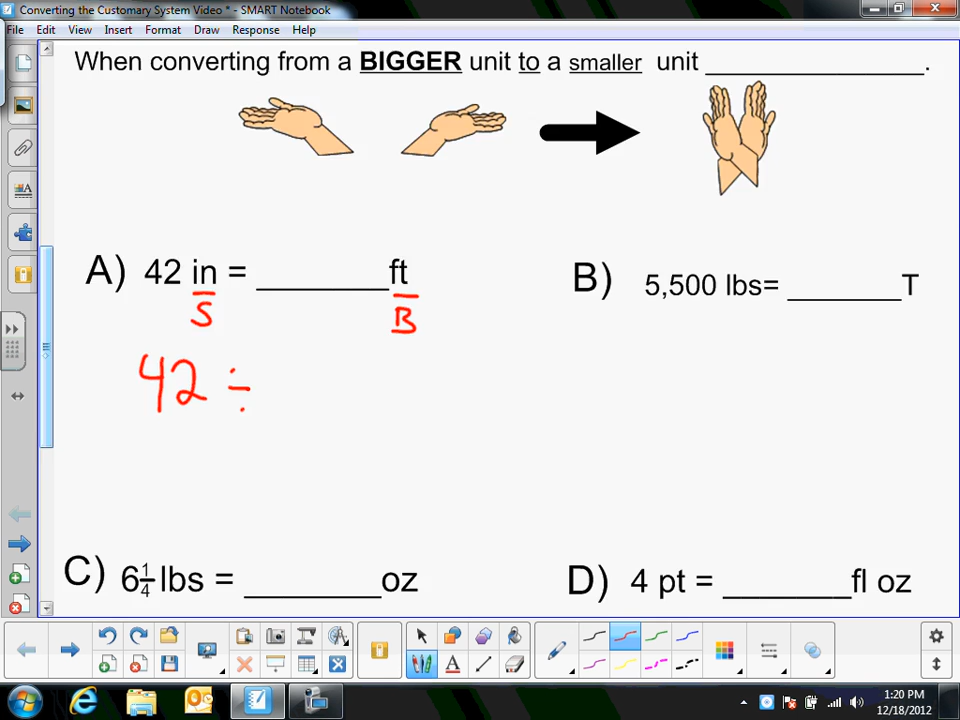 Converting the Customary System Video * - SMART Notebook
File Edit View Insert Format Draw Response Help
When converting from a BIGGER unit to a smaller unit _______________.
A) 42 in = ________ft
S B
42 ÷
B) 5,500 lbs= _______T
C) 6 1/4 lbs = ________oz
D) 4 pt = ________fl oz
1:20 PM
12/18/2012